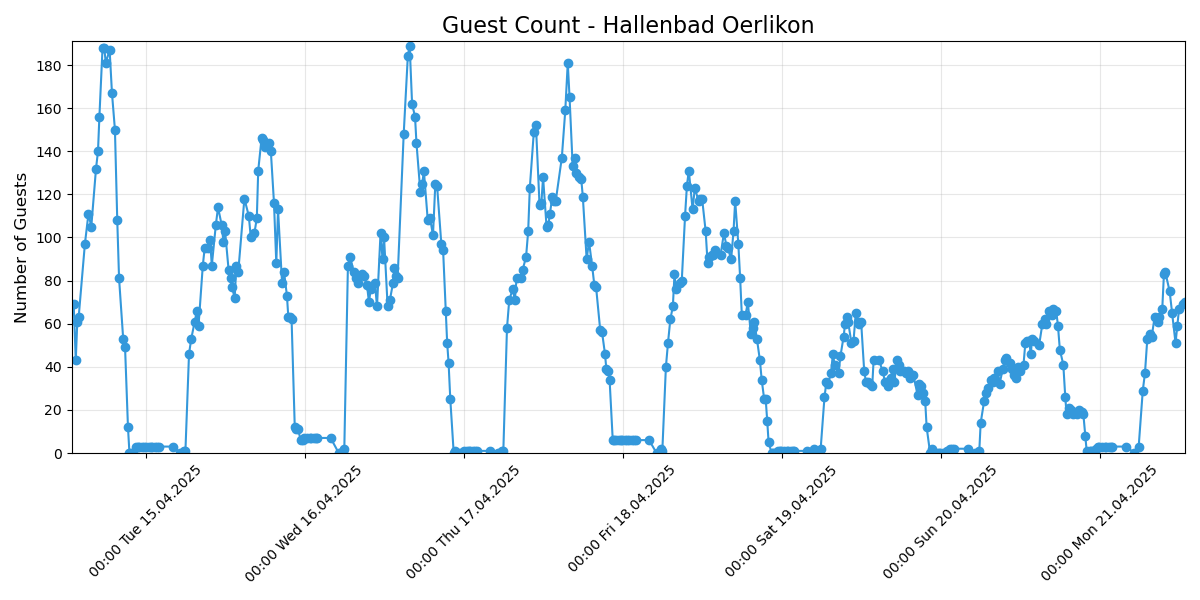 Guest Count - Hallenbad Oerlikon
Number of Guests
180
160
140
120
100
80
60
40
20
0
00:00 Tue 15.04.2025
00:00 Wed 16.04.2025
00:00 Thu 17.04.2025
00:00 Fri 18.04.2025
00:00 Sat 19.04.2025
00:00 Sun 20.04.2025
00:00 Mon 21.04.2025